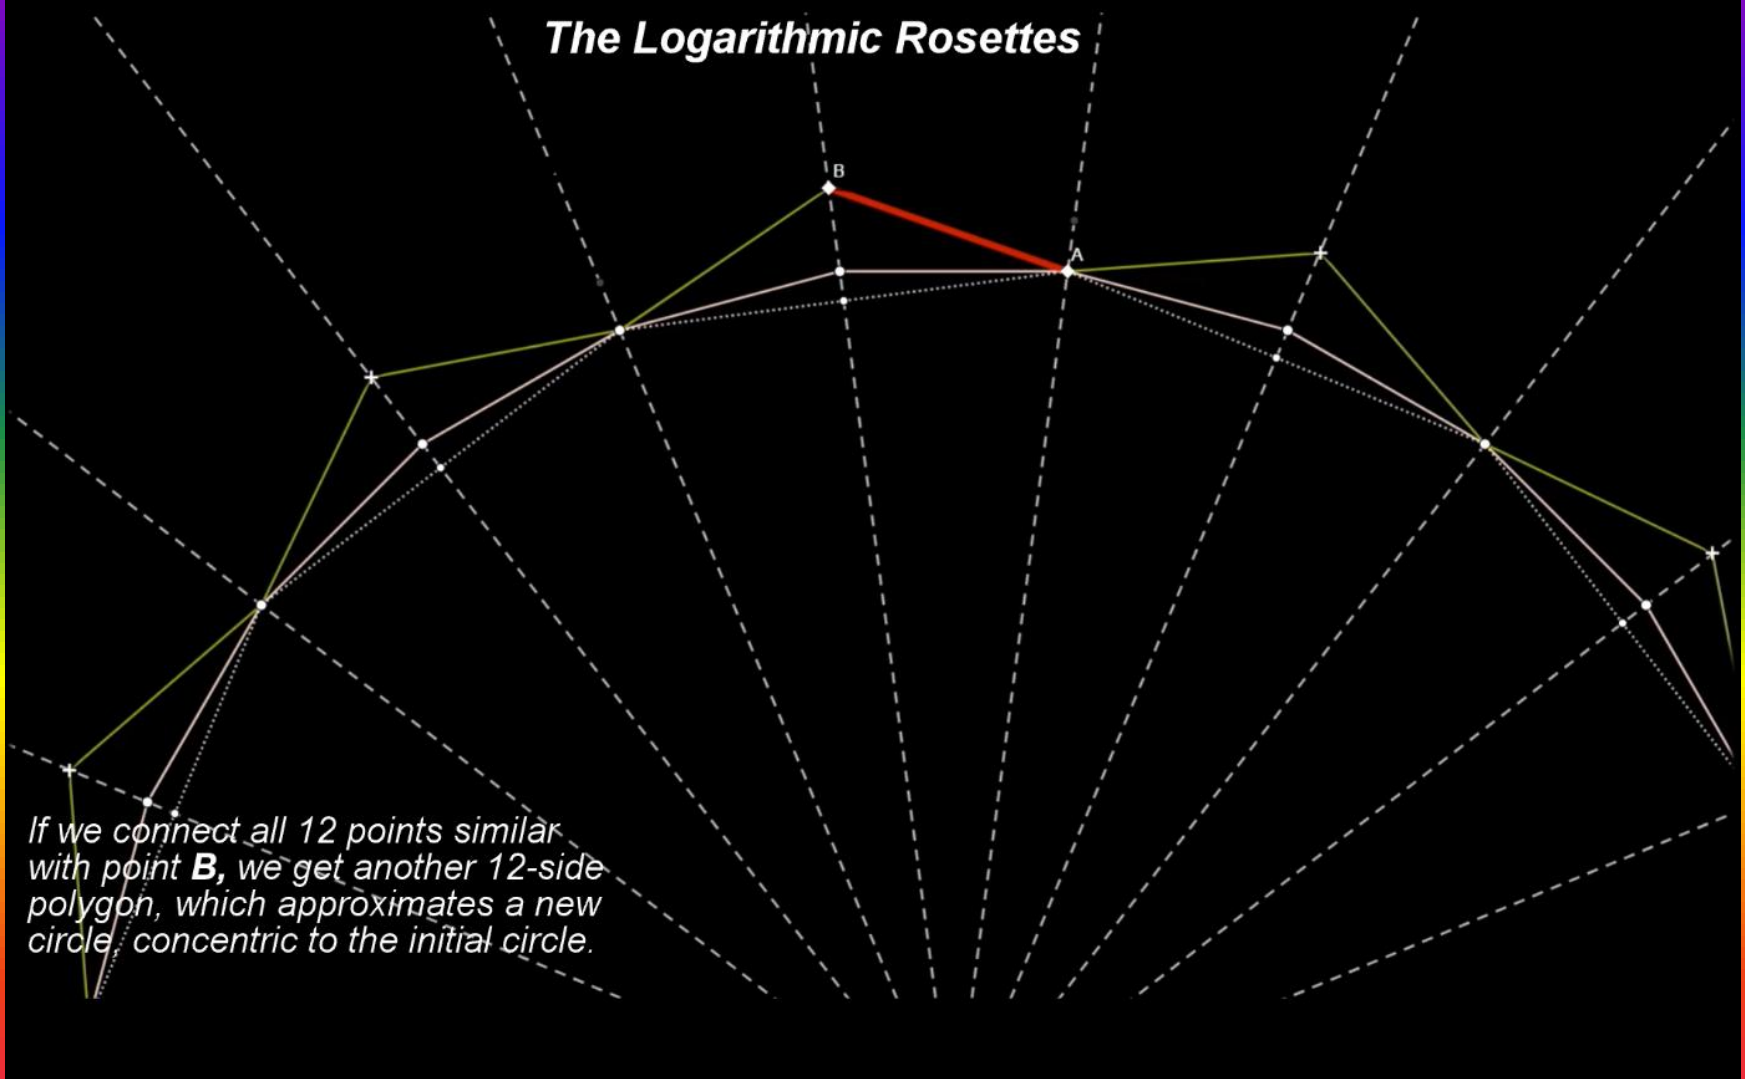 The Logarithmic Rosettes
B
A
If we connect all 12 points similar
with point B, we get another 12-side
polygon, which approximates a new
circle, concentric to the initial circle.